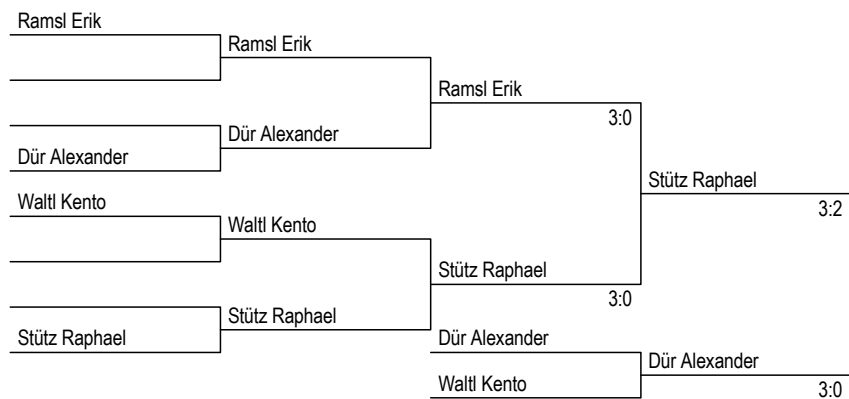 Ramsl Erik
Ramsl Erik
Ramsl Erik
3:0
Dür Alexander
Dür Alexander
Stütz Raphael
3:2
Waltl Kento
Waltl Kento
Stütz Raphael
3:0
Stütz Raphael
Stütz Raphael
Dür Alexander
Dür Alexander
3:0
Waltl Kento